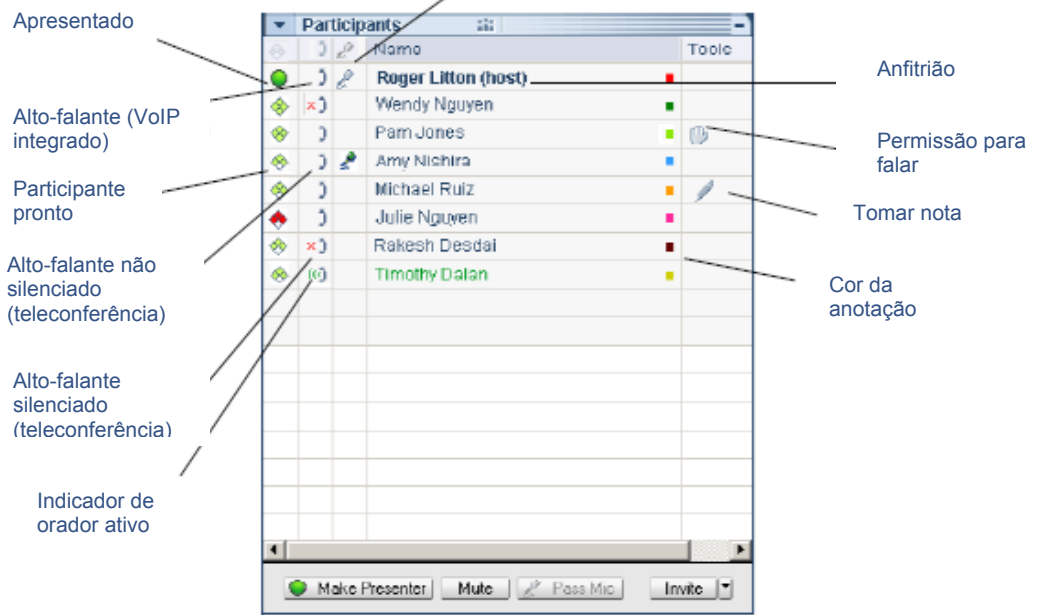 Apresentado
Alto-falante (VoIP
integrado)
Participante
pronto
Alto-falante não
silenciado
(teleconferência)
Alto-falante
silenciado
(teleconferência)
Indicador de
orador ativo
Participants
Name
Tools
Roger Litton (host)
Wendy Nguyen
Pam Jones
Amy Nishira
Michael Ruiz
Julie Nguyen
Rakesh Desdai
Timothy Dalan
Make Presenter
Mute
Pass Mic
Invite
Anfitrião
Permissão para
falar
Tomar nota
Cor da
anotação